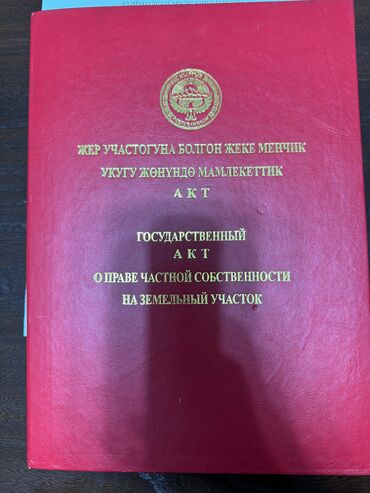 ЖЕР УЧАСТОГУНА БОЛГОН ЖЕКЕ МЕНЧИК
УКУГУ ЖӨНҮНДӨ МАМЛЕКЕТТИК
АКТ
ГОСУДАРСТВЕННЫЙ
АКТ
О ПРАВЕ ЧАСТНОЙ СОБСТВЕННОСТИ
НА ЗЕМЕЛЬНЫЙ УЧАСТОК